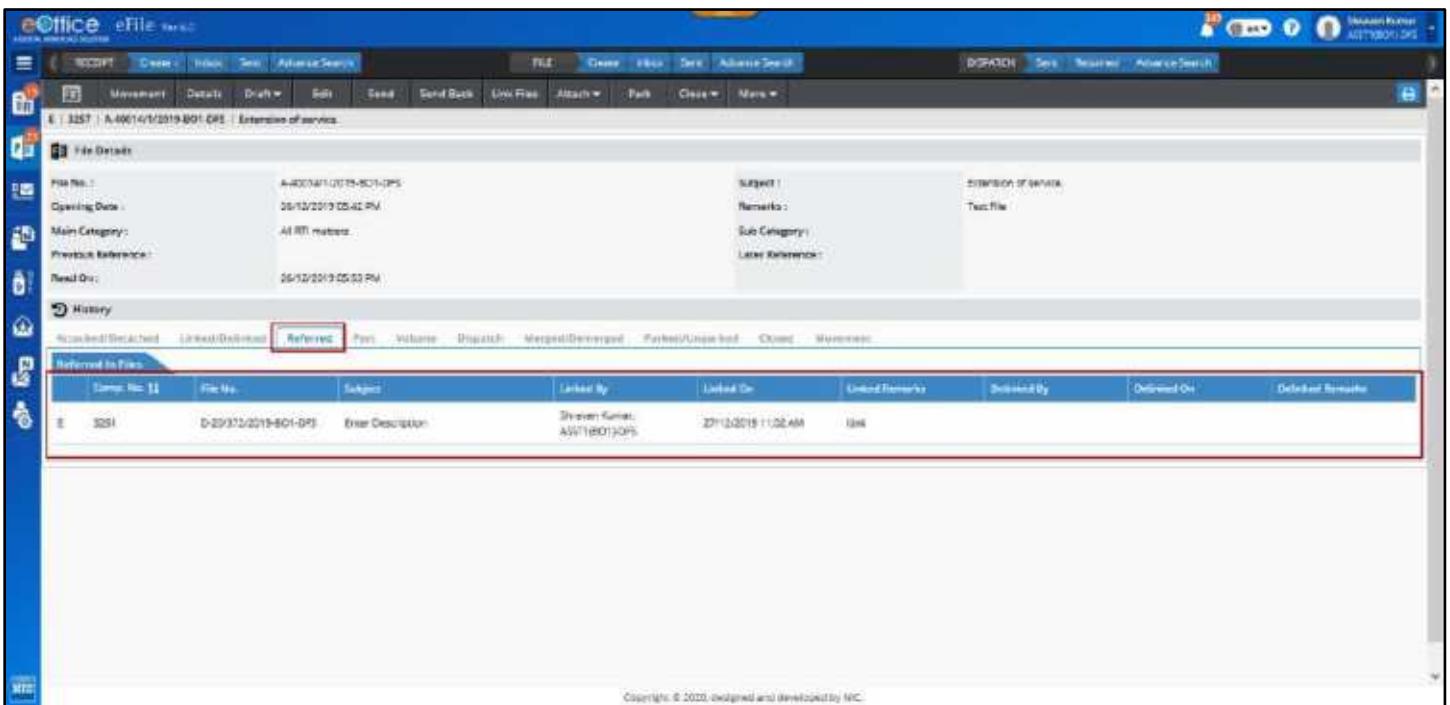 eOffice eFile
RECEIPT Create Inbox Sent Advance Search FILE Create Inbox Sent Advance Search DISPATCH Sent Returned Advance Search
Movement Details Draft Edit Send Send Back Link Files Attach Park Close More
E | 3257 | A-40014/1/2019-BO1-DFS | Extension of service.
File Details
File No. : A-40014/1/2019-BO1-DFS Subject : Extension of service.
Opening Date : 26/12/2019 05:42 PM Remarks : Test File
Main Category : All RTI matters Sub Category :
Previous Reference : Later Reference :
Read On : 26/12/2019 05:53 PM
History
Attached/Detached Linked/Delinked Referred Part Volume Dispatch Merged/Demerged Parked/Unparked Closed Movement
Referred In Files
Comp. No. File No. Subject Linked By Linked On Linked Remarks Delinked By Delinked On Delinked Remarks
E 3251 Enter Description Shravan Kumar, 27/12/2019 11:02 AM link
ASST1(BO1)-DFS
Copyright © 2020, designed and developed by NIC.